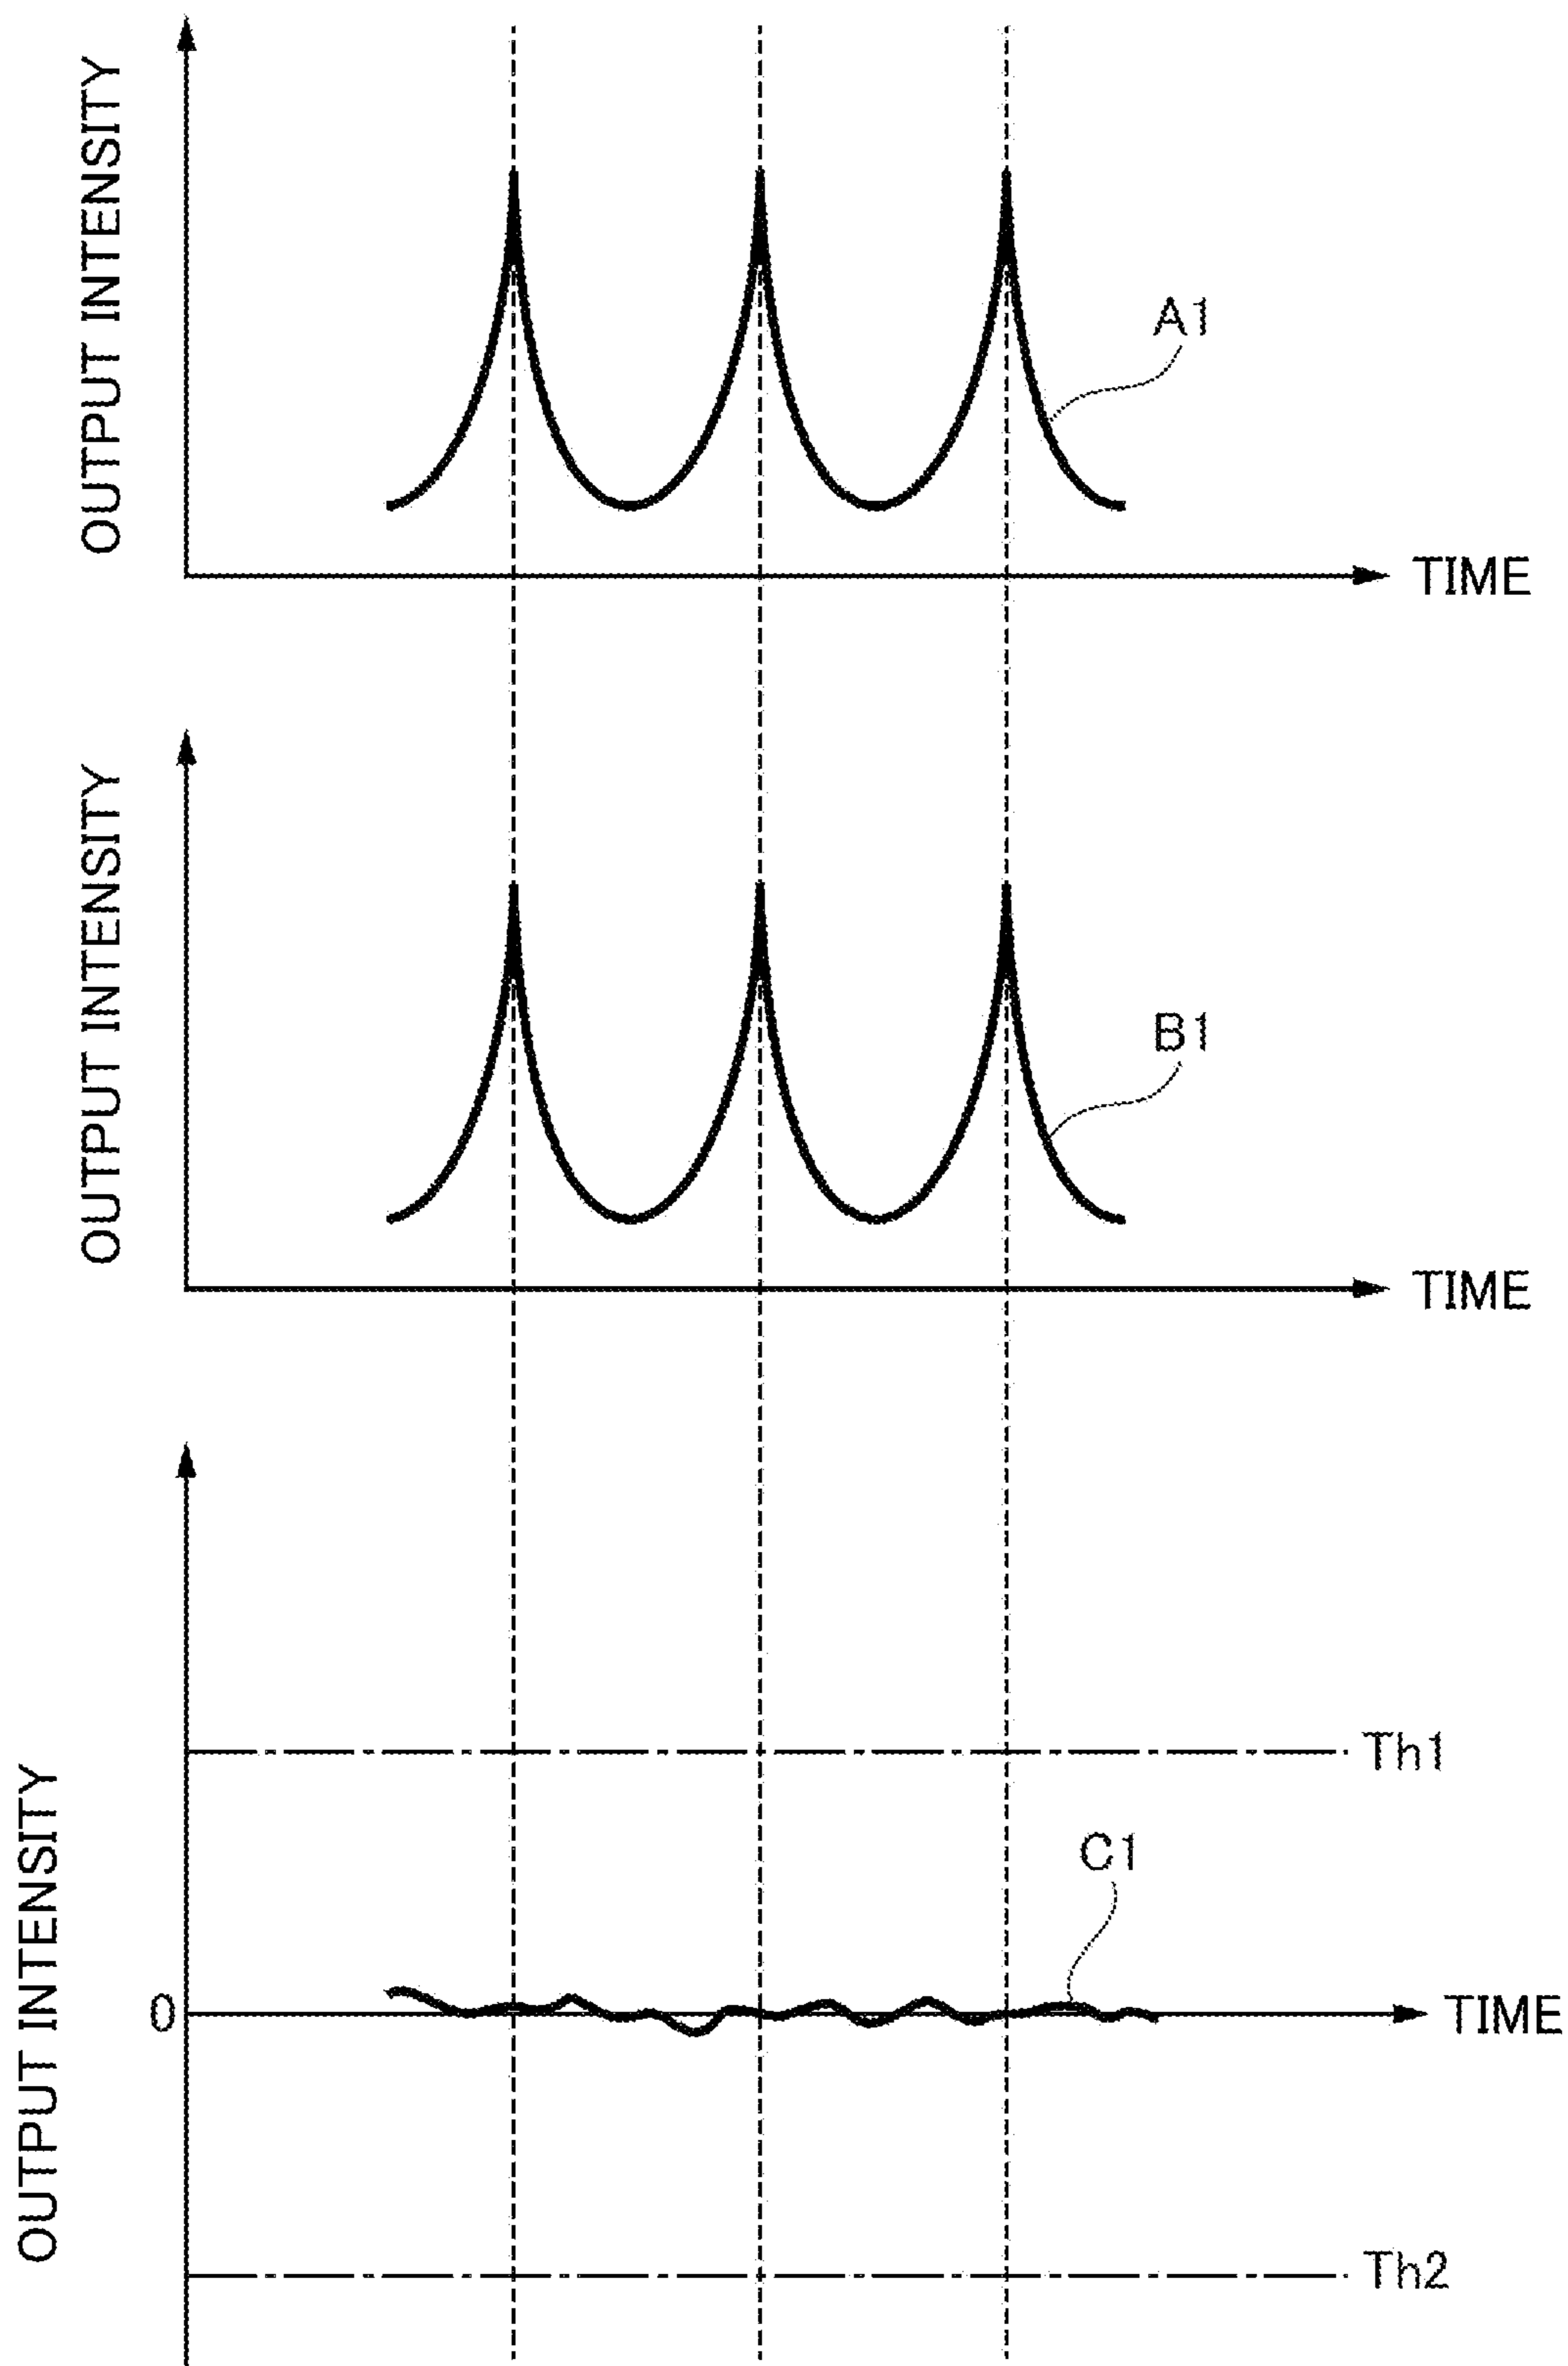 OUTPUT INTENSITY
A1
TIME
OUTPUT INTENSITY
B1
TIME
OUTPUT INTENSITY
Th1
C1
0
TIME
Th2